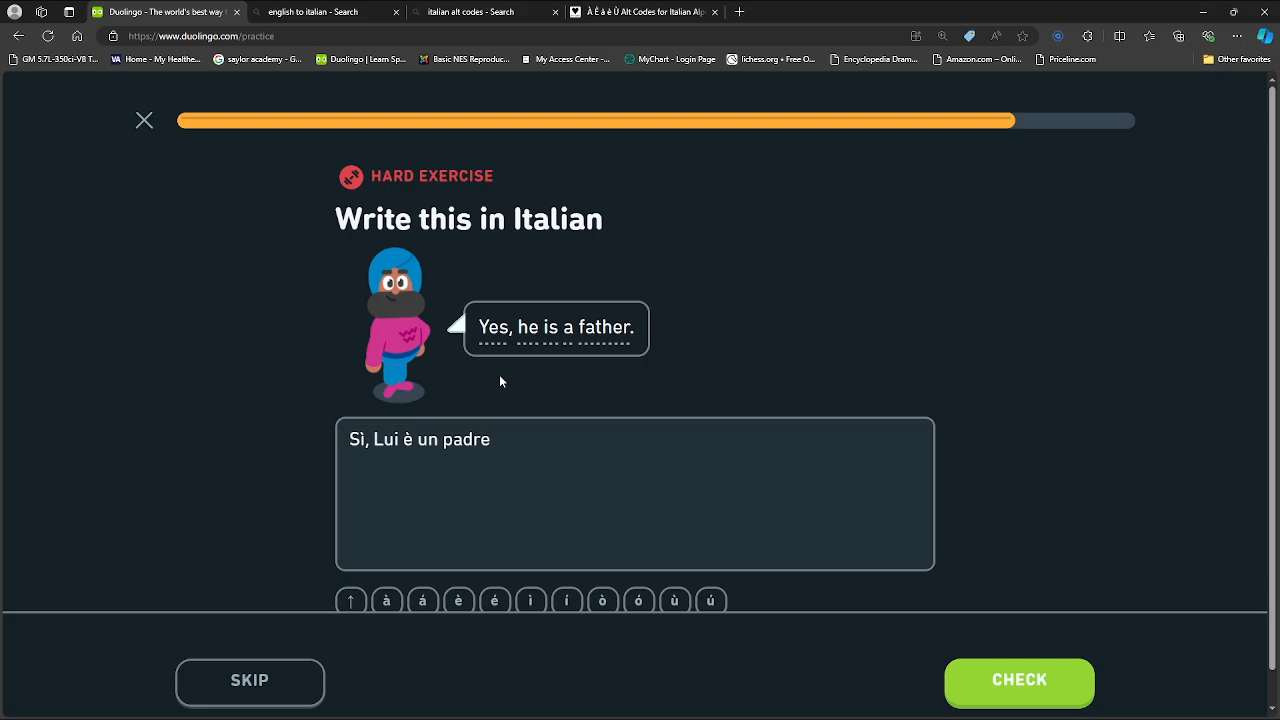 Duolingo - The world's best way t
english to italian - Search
italian alt codes - Search
À È à è Ù Alt Codes for Italian Alp
https://www.duolingo.com/practice
GM 5.7L-350ci-V8 T...
Home - My Healthe...
saylor academy - G...
Duolingo | Learn Sp...
Basic NES Reproduc...
My Access Center -...
MyChart - Login Page
lichess.org • Free O...
Encyclopedia Dram...
Amazon.com - Onli...
Priceline.com
Other favorites
HARD EXERCISE
Write this in Italian
Yes, he is a father.
Sì, Lui è un padre
↑ à á è é ì í ò ó ù ú
SKIP
CHECK